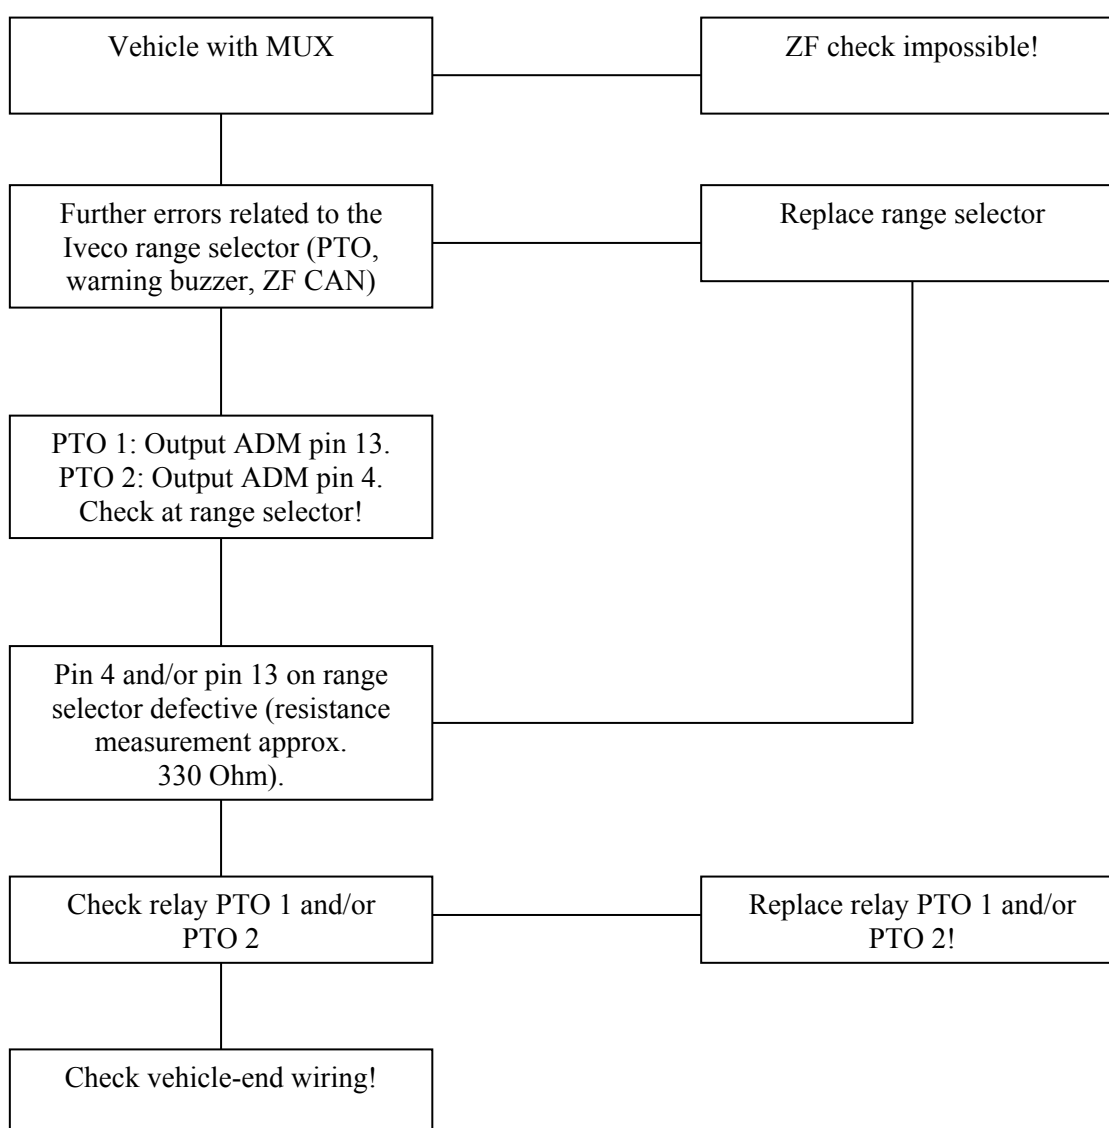 Vehicle with MUX
ZF check impossible!
Further errors related to the
Iveco range selector (PTO,
warning buzzer, ZF CAN)
Replace range selector
PTO 1: Output ADM pin 13.
PTO 2: Output ADM pin 4.
Check at range selector!
Pin 4 and/or pin 13 on range
selector defective (resistance
measurement approx.
330 Ohm).
Check relay PTO 1 and/or
PTO 2
Replace relay PTO 1 and/or
PTO 2!
Check vehicle-end wiring!